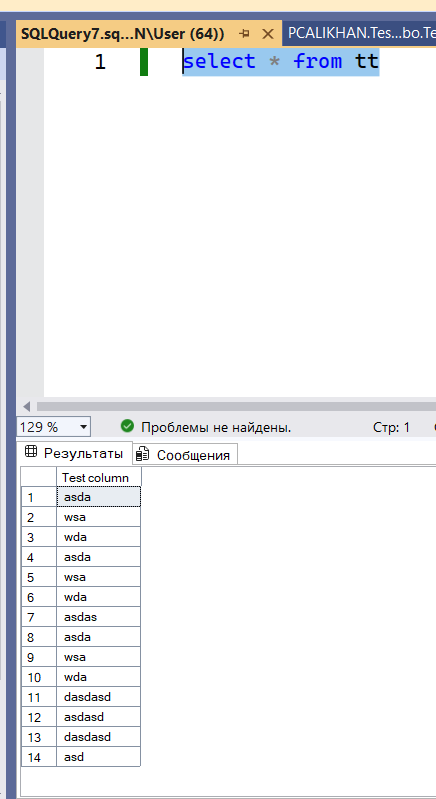 SQLQuery7.sq...N\User (64))
PCALIKHAN.Tes...bo.Te
1 select * from tt
129 %
Проблемы не найдены.
Стр: 1
Результаты
Сообщения
Test column
1 asda
2 wsa
3 wda
4 asda
5 wsa
6 wda
7 asdas
8 asda
9 wsa
10 wda
11 dasdasd
12 asdasd
13 dasdasd
14 asd